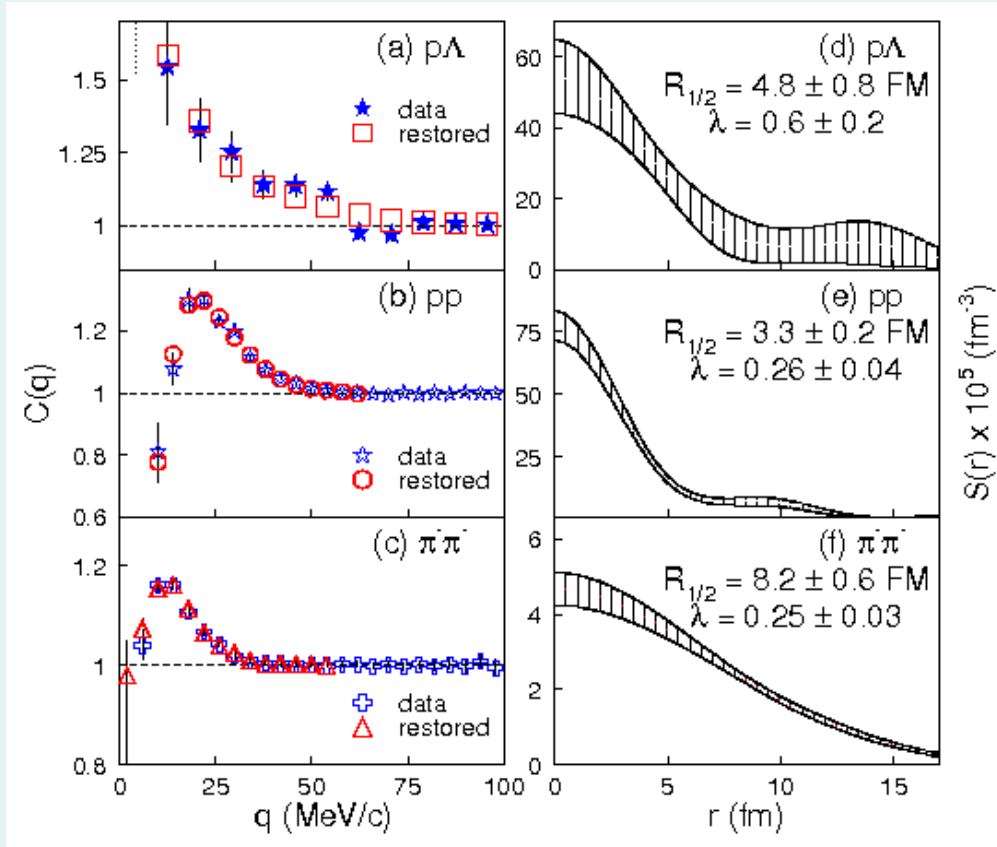 (a) pΛ
data
restored
1.5
1.25
1
(b) pp
data
restored
1.2
1
0.8
0.6
(c) π⁻π⁻
data
restored
1.2
1
0.8
0 25 50 75 100
q (MeV/c)
C(q)
(d) pΛ
R1/2 = 4.8 ± 0.8 FM
λ = 0.6 ± 0.2
60
40
20
0
(e) pp
R1/2 = 3.3 ± 0.2 FM
λ = 0.26 ± 0.04
75
50
25
0
(f) π⁻π⁻
R1/2 = 8.2 ± 0.6 FM
λ = 0.25 ± 0.03
6
4
2
0
0 5 10 15
r (fm)
S(r) x 10⁵ (fm⁻³)